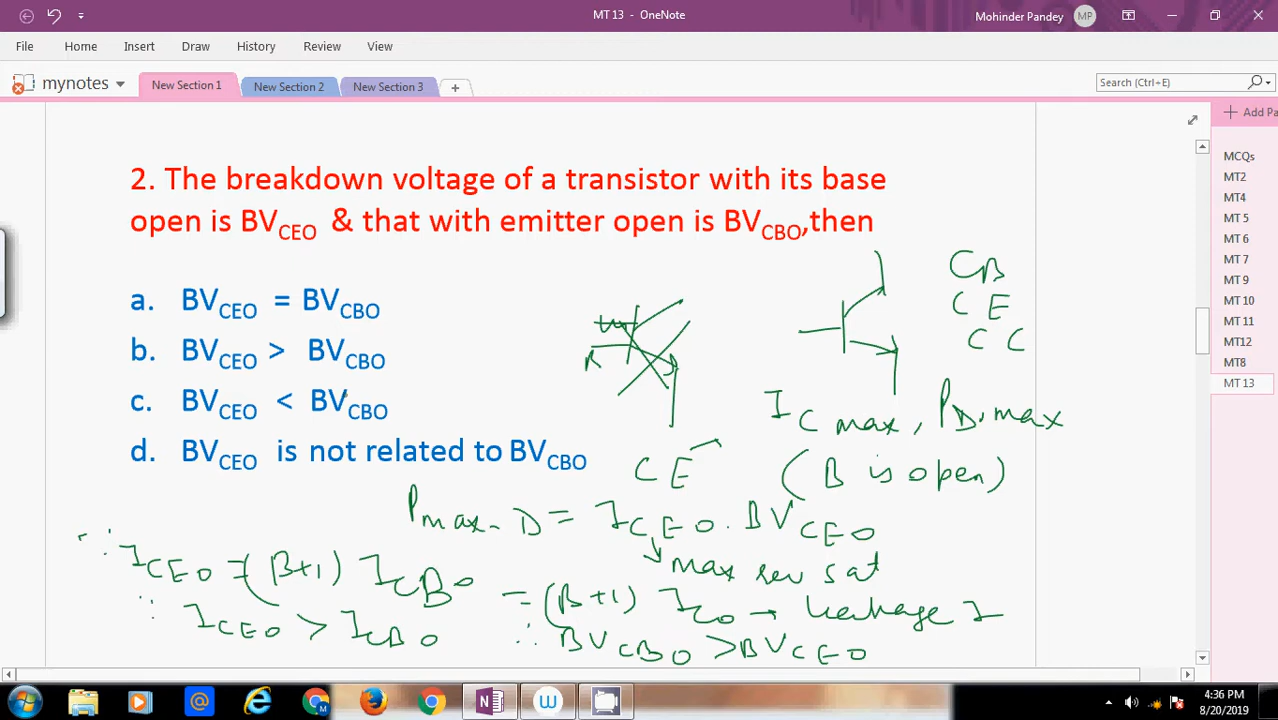 MT 13 - OneNote
Mohinder Pandey MP
File Home Insert Draw History Review View
mynotes New Section 1 New Section 2 New Section 3 +
Search (Ctrl+E)
Add Pa
MCQs
MT2
MT4
MT 5
MT 6
MT 7
MT 9
MT 10
MT 11
MT12
MT8
MT 13
2. The breakdown voltage of a transistor with its base
open is BVCEO & that with emitter open is BVCBO,then
a. BVCEO = BVCBO
b. BVCEO > BVCBO
c. BVCEO < BVCBO
d. BVCEO is not related to BVCBO
CB
CE
CC
IC max, PD, max
CE (B is open)
Pmax-D = ICEO . BVCEO
max rev sat
∵ ICEO = (β+1) ICBO
= (β+1) ICO → leakage I
∵ ICEO > ICBO
∴ BVCBO > BVCEO
4:36 PM
8/20/2019